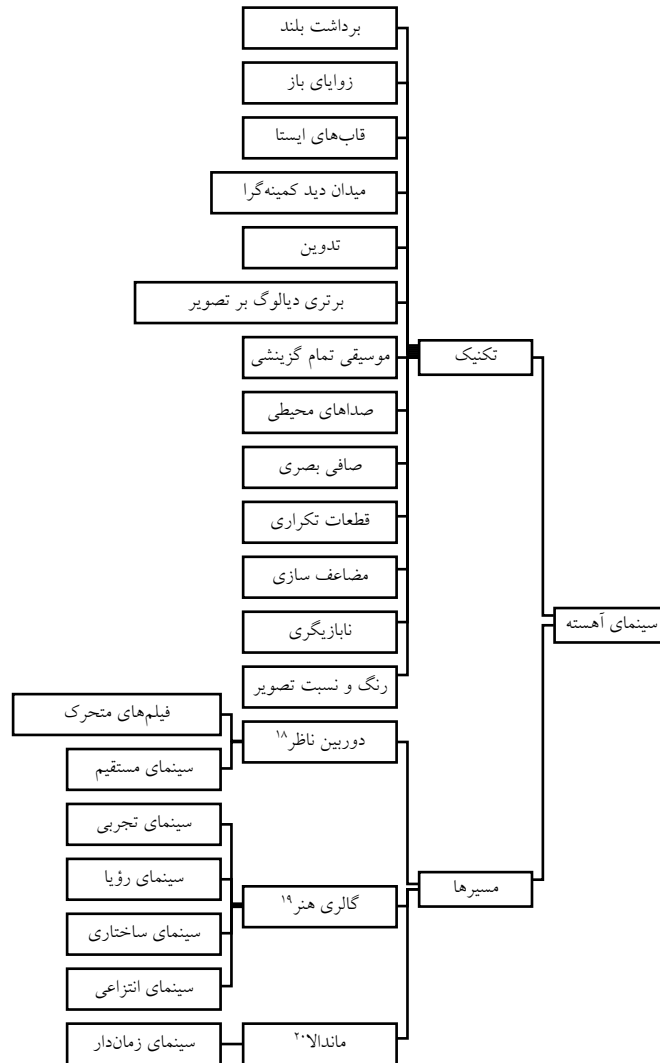 برداشت بلند
زوایای باز
قاب‌های ایستا
میدان دید کمینه‌گرا
تدوین
برتری دیالوگ بر تصویر
موسیقی تمام گزینشی
تکنیک
صداهای محیطی
صافی بصری
قطعات تکراری
مضاعف سازی
نابازیگری
سینمای آهسته
رنگ و نسبت تصویر
فیلم‌های متحرک
دوربین ناظر۱۸
سینمای مستقیم
سینمای تجربی
سینمای رؤیا
مسیرها
گالری هنر۱۹
سینمای ساختاری
سینمای انتزاعی
ماندالا۲۰
سینمای زمان‌دار